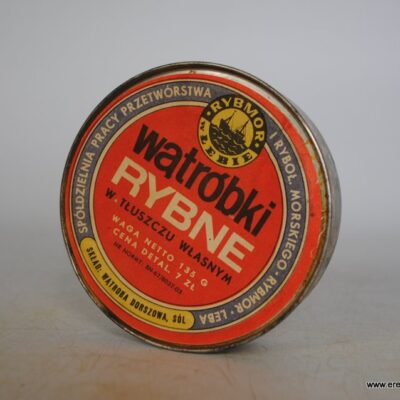 SPÓŁDZIELNIA PRACY PRZETWÓRSTWA I RYBOŁ. MORSKIEGO · RYBMOR · ŁEBA
· RYBMOR ·
w ŁEBIE
wątróbki
RYBNE
W TŁUSZCZU WŁASNYM
WAGA NETTO 135 G
CENA DETAL. 7 ZŁ
SKŁAD: WĄTROBA DORSZOWA, SÓL
www.ere